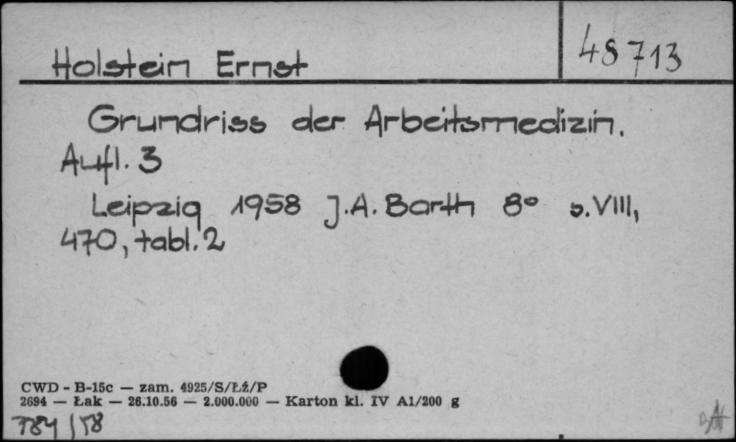 Holstein Ernst 48713
Grundriss der Arbeitsmedizin.
Aufl. 3
Leipzig 1958 J.A. Barth 8° s. VIII,
470, tabl. 2
CWD - B-15c — zam. 4925/S/Łź/P
2694 — Łak — 26.10.56 — 2.000.000 — Karton kl. IV A1/200 g